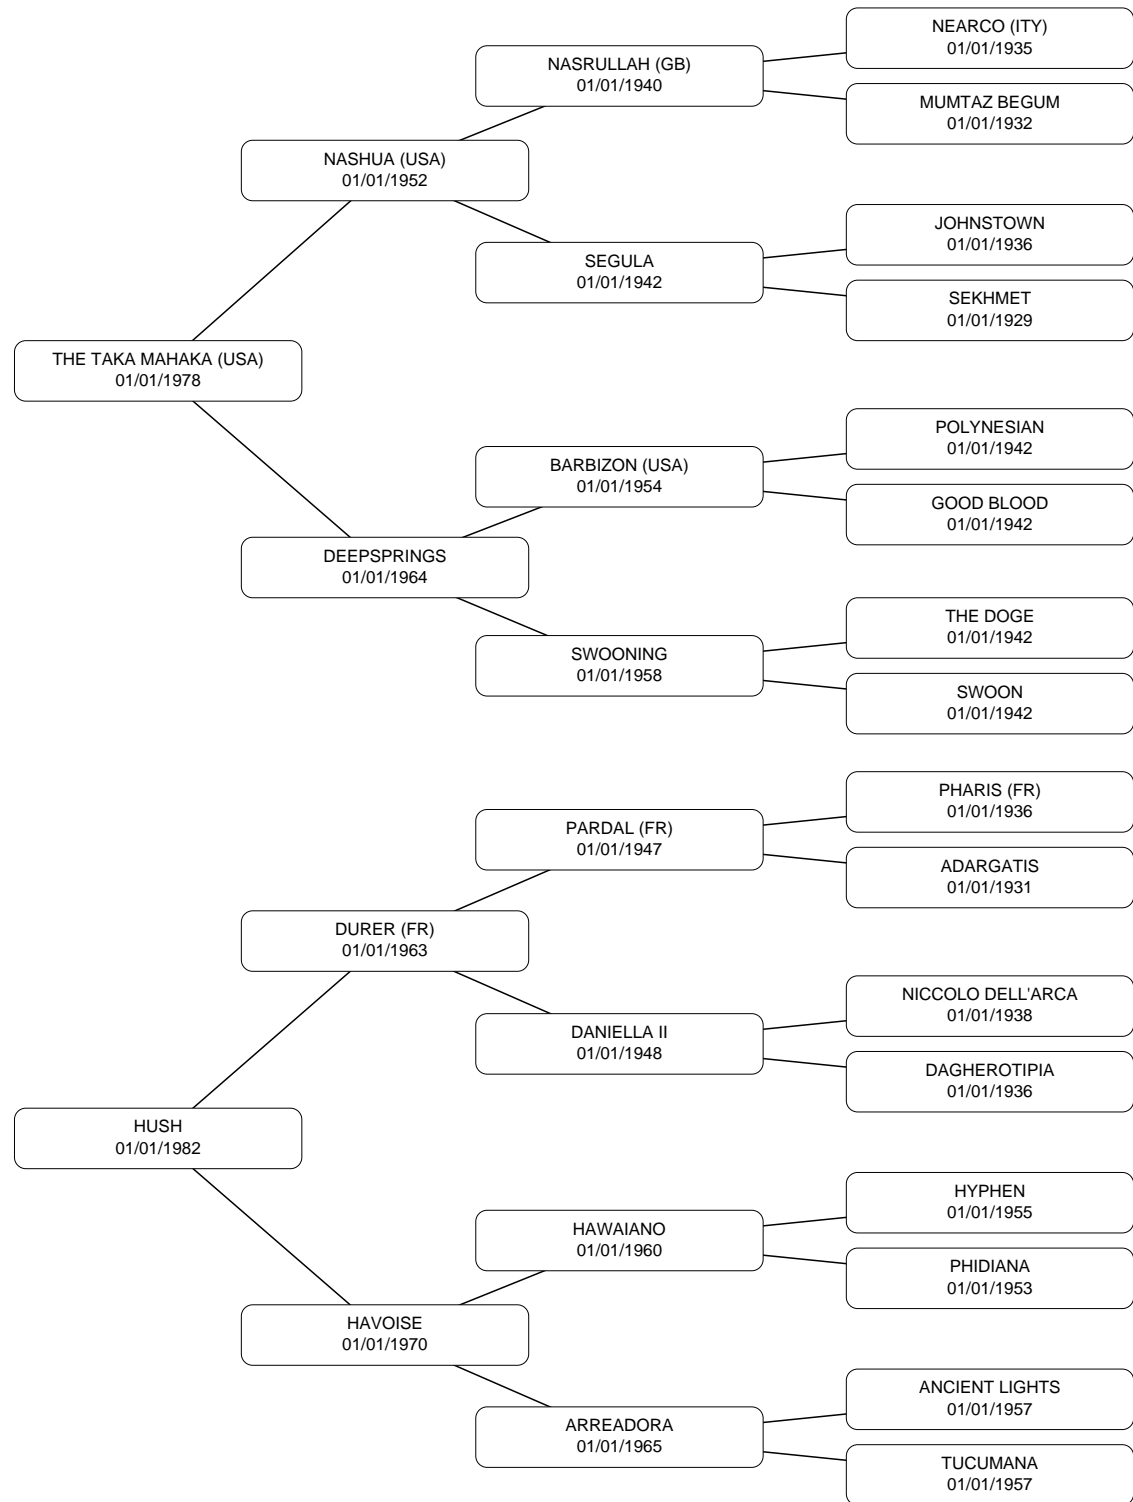 NEARCO (ITY)
01/01/1935
NASRULLAH (GB)
01/01/1940
MUMTAZ BEGUM
01/01/1932
NASHUA (USA)
01/01/1952
JOHNSTOWN
01/01/1936
SEGULA
01/01/1942
SEKHMET
01/01/1929
THE TAKA MAHAKA (USA)
01/01/1978
POLYNESIAN
01/01/1942
BARBIZON (USA)
01/01/1954
GOOD BLOOD
01/01/1942
DEEPSPRINGS
01/01/1964
THE DOGE
01/01/1942
SWOONING
01/01/1958
SWOON
01/01/1942
PHARIS (FR)
01/01/1936
PARDAL (FR)
01/01/1947
ADARGATIS
01/01/1931
DURER (FR)
01/01/1963
NICCOLO DELL'ARCA
01/01/1938
DANIELLA II
01/01/1948
DAGHEROTIPIA
01/01/1936
HUSH
01/01/1982
HYPHEN
01/01/1955
HAWAIANO
01/01/1960
PHIDIANA
01/01/1953
HAVOISE
01/01/1970
ANCIENT LIGHTS
01/01/1957
ARREADORA
01/01/1965
TUCUMANA
01/01/1957